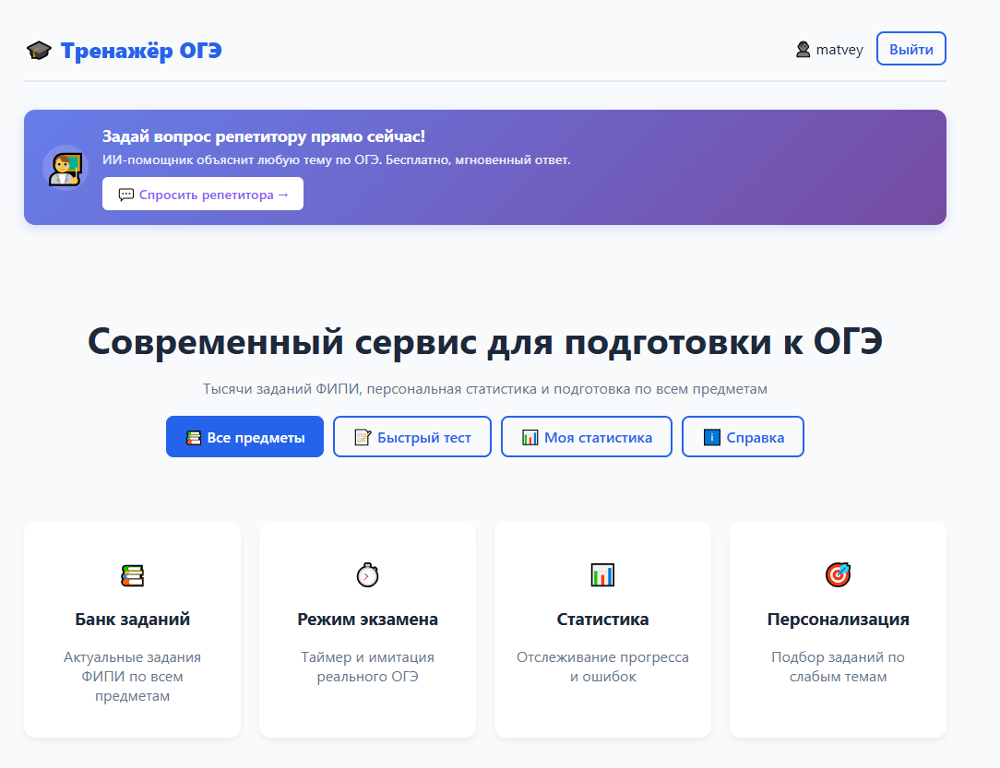 Тренажёр ОГЭ
matvey
Выйти
Задай вопрос репетитору прямо сейчас!
ИИ-помощник объяснит любую тему по ОГЭ. Бесплатно, мгновенный ответ.
Спросить репетитора →
Современный сервис для подготовки к ОГЭ
Тысячи заданий ФИПИ, персональная статистика и подготовка по всем предметам
Все предметы
Быстрый тест
Моя статистика
Справка
Банк заданий
Актуальные задания
ФИПИ по всем
предметам
Режим экзамена
Таймер и имитация
реального ОГЭ
Статистика
Отслеживание прогресса
и ошибок
Персонализация
Подбор заданий по
слабым темам